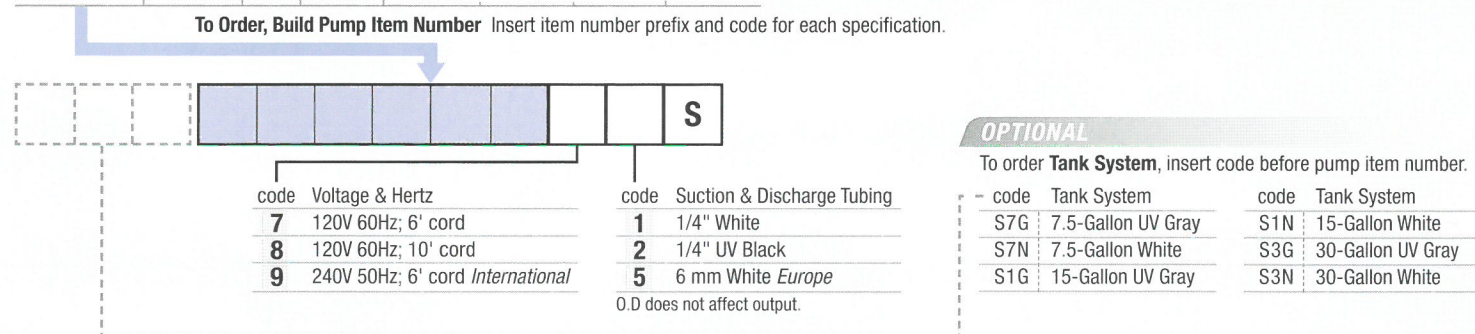 To Order, Build Pump Item Number Insert item number prefix and code for each specification.
S
code Voltage & Hertz
7 120V 60Hz; 6' cord
8 120V 60Hz; 10' cord
9 240V 50Hz; 6' cord International
code Suction & Discharge Tubing
1 1/4" White
2 1/4" UV Black
5 6 mm White Europe
O.D does not affect output.
OPTIONAL
To order Tank System, insert code before pump item number.
code Tank System
S7G 7.5-Gallon UV Gray
S7N 7.5-Gallon White
S1G 15-Gallon UV Gray
code Tank System
S1N 15-Gallon White
S3G 30-Gallon UV Gray
S3N 30-Gallon White